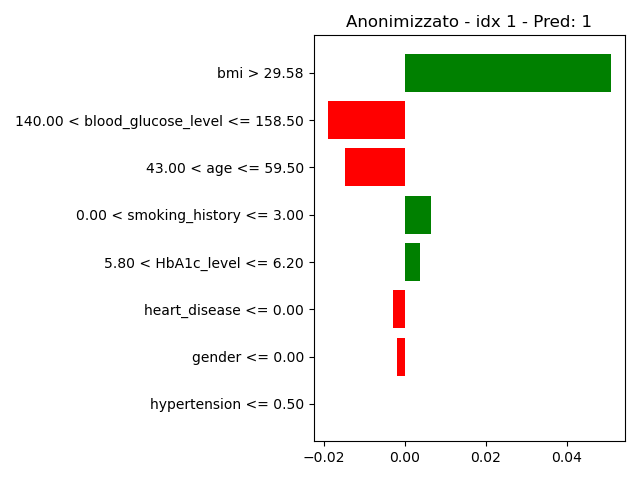 Anonimizzato - idx 1 - Pred: 1
bmi > 29.58
140.00 < blood_glucose_level <= 158.50
43.00 < age <= 59.50
0.00 < smoking_history <= 3.00
5.80 < HbA1c_level <= 6.20
heart_disease <= 0.00
gender <= 0.00
hypertension <= 0.50
−0.02 0.00 0.02 0.04